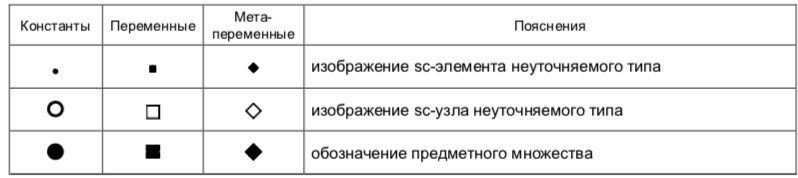 Константы Переменные Мета-переменные Пояснения
изображение sc-элемента неуточняемого типа
изображение sc-узла неуточняемого типа
обозначение предметного множества